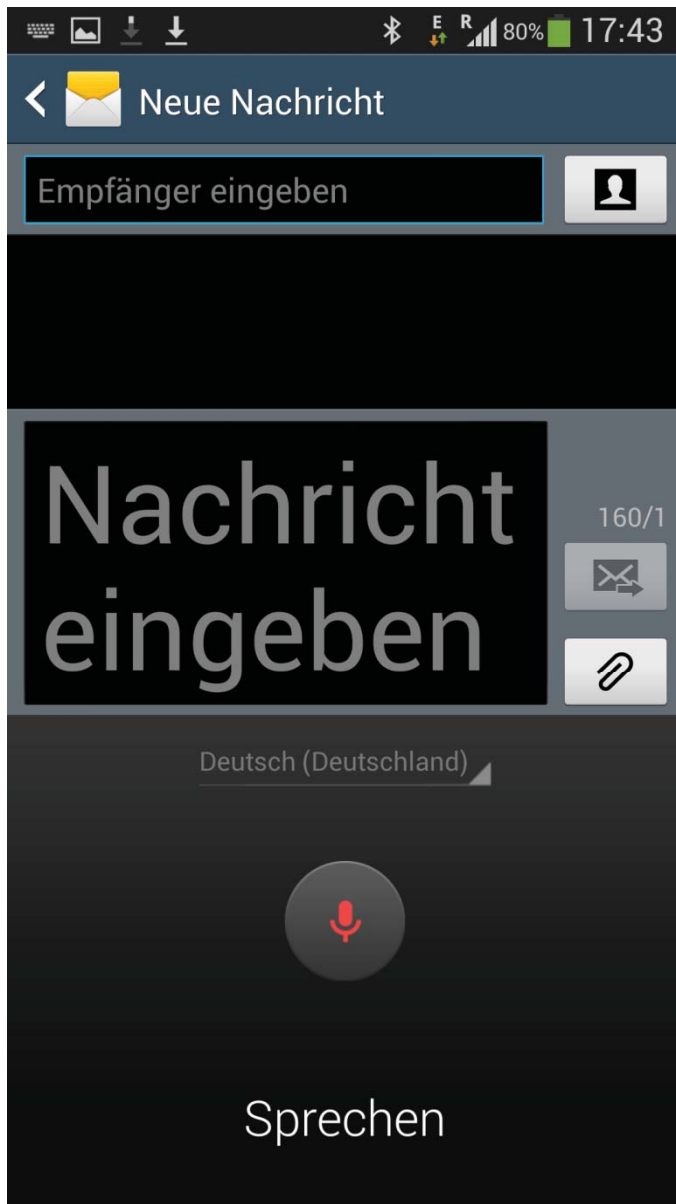 E R 80% 17:43
Neue Nachricht
Empfänger eingeben
Nachricht
eingeben
160/1
Deutsch (Deutschland)
Sprechen